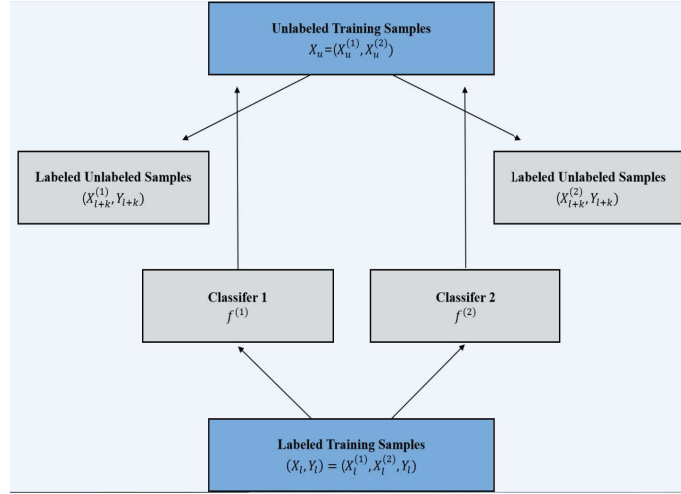 Unlabeled Training Samples
X_u=(X_u^{(1)}, X_u^{(2)})
Labeled Unlabeled Samples
(X_{l+k}^{(1)}, Y_{l+k})
Labeled Unlabeled Samples
(X_{l+k}^{(2)}, Y_{l+k})
Classifer 1
f^{(1)}
Classifer 2
f^{(2)}
Labeled Training Samples
(X_l, Y_l) = (X_l^{(1)}, X_l^{(2)}, Y_l)